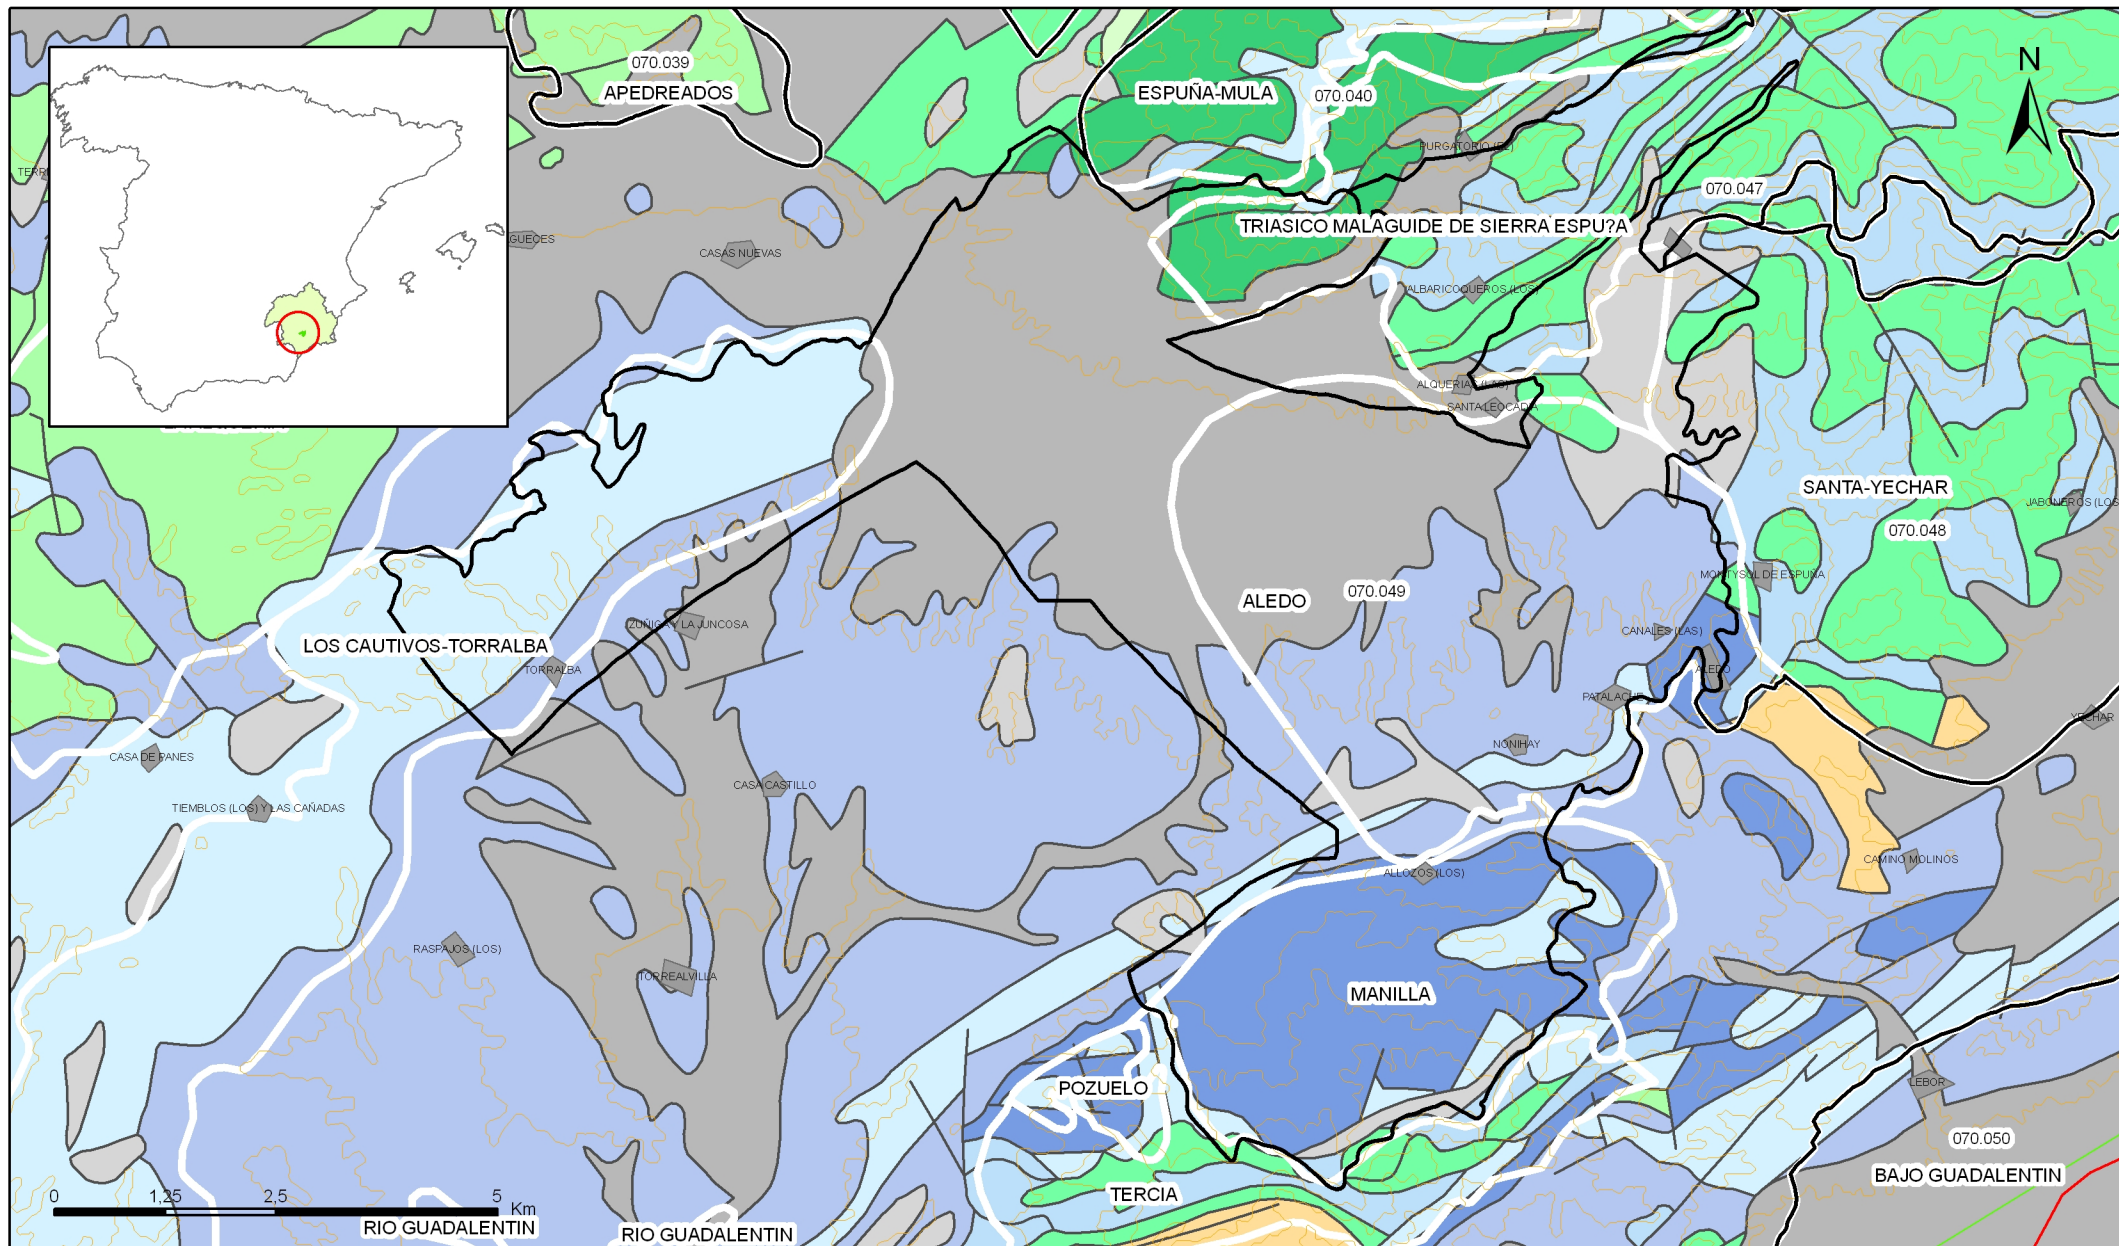 070.039
APEDREADOS
ESPUÑA-MULA
070.040
N
PURGATORIO (EL)
070.047
TRIASICO MALAGUIDE DE SIERRA ESPU?A
CASAS NUEVAS
ALBARICOQUEROS (LOS)
ALQUERIAS (LAS)
SANTA LEOCADIA
SANTA-YECHAR
070.048
JABONEROS (LOS
MONTYSOL DE ESPUÑA
070.049
ALEDO
ZUÑIGA Y LA JUNCOSA
CANALES (LAS)
LOS CAUTIVOS-TORRALBA
TORRALBA
ALEDO
PATALACHE
YECHAR
NONIHAY
CASA DE PANES
CASA CASTILLO
TIEMBLOS (LOS) Y LAS CAÑADAS
CAMINO MOLINOS
ALLOZOS (LOS)
RASPAJOS (LOS)
TORREALVILLA
MANILLA
LEBOR
POZUELO
070.050
BAJO GUADALENTIN
TERCIA
0 1,25 2,5 5
Km
RIO GUADALENTIN
RIO GUADALENTIN